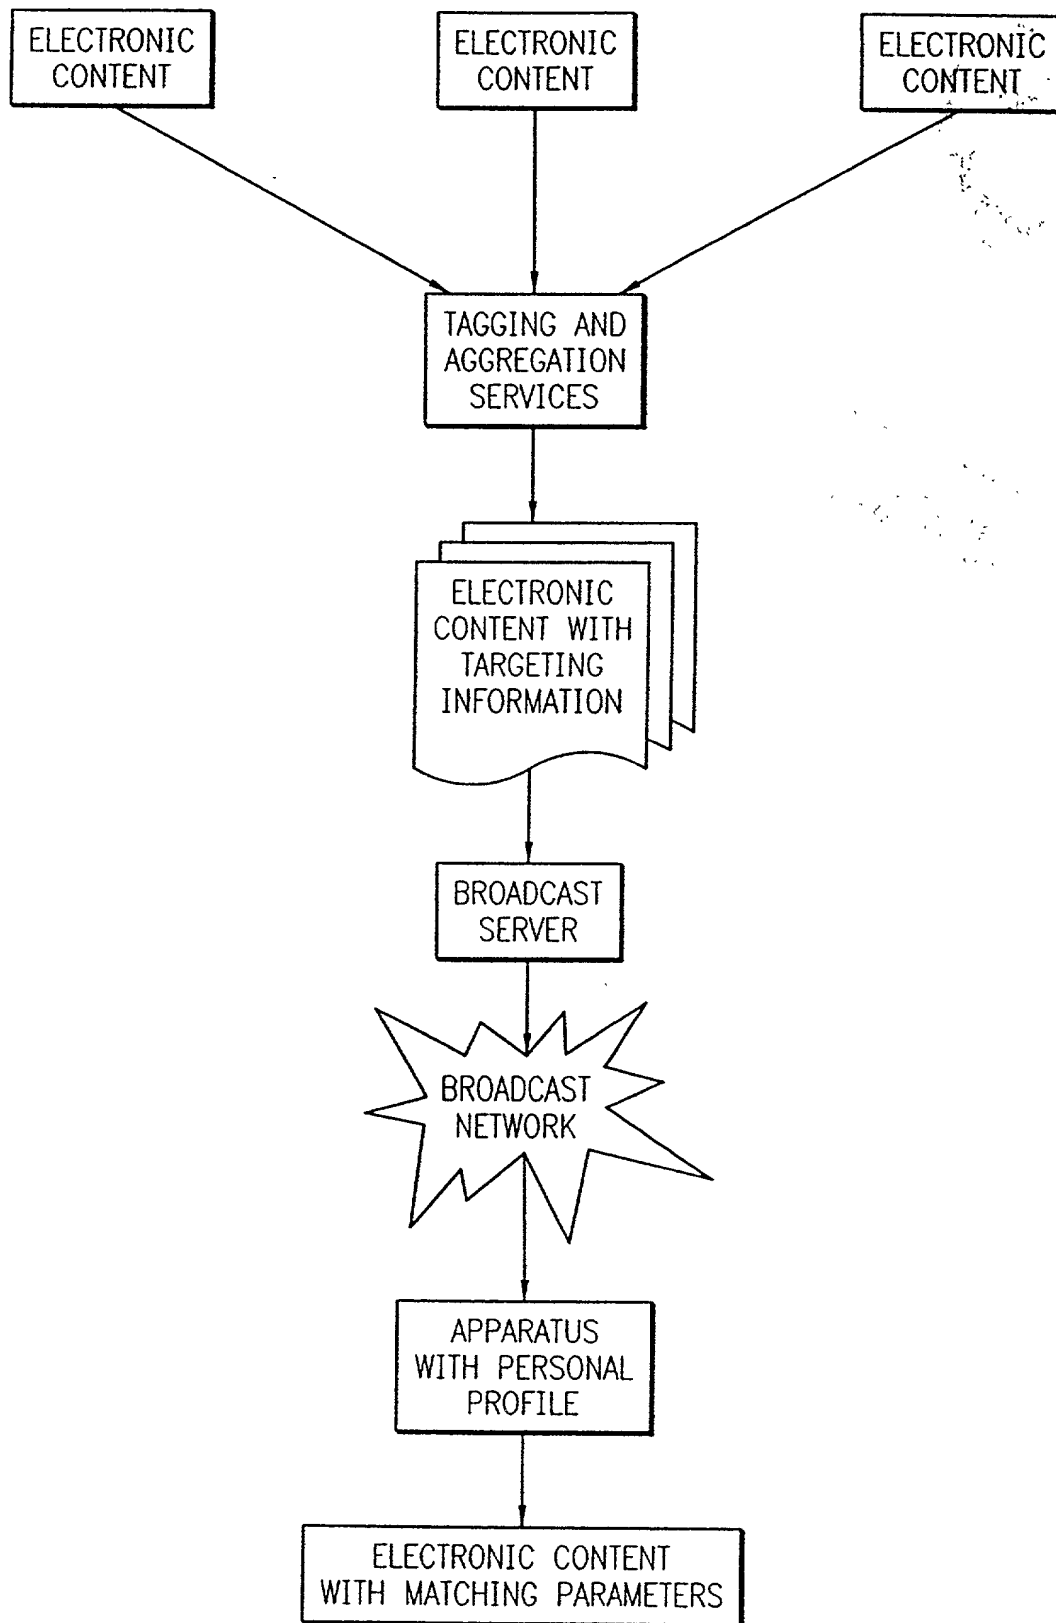 ELECTRONIC
CONTENT
ELECTRONIC
CONTENT
ELECTRONIC
CONTENT
TAGGING AND
AGGREGATION
SERVICES
ELECTRONIC
CONTENT WITH
TARGETING
INFORMATION
BROADCAST
SERVER
BROADCAST
NETWORK
APPARATUS
WITH PERSONAL
PROFILE
ELECTRONIC CONTENT
WITH MATCHING PARAMETERS